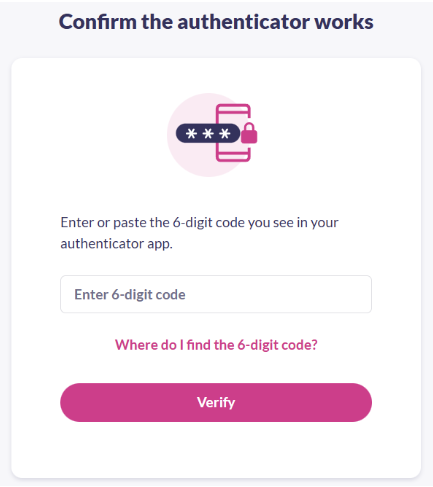 Confirm the authenticator works
***
Enter or paste the 6-digit code you see in your
authenticator app.
Enter 6-digit code
Where do I find the 6-digit code?
Verify